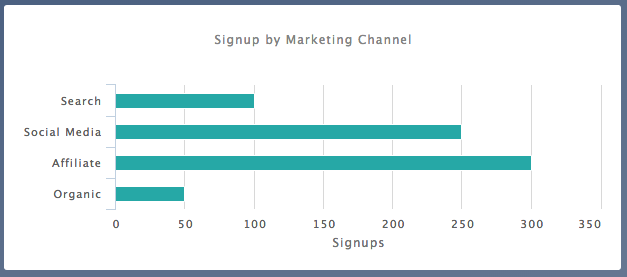 Signup by Marketing Channel
Search
Social Media
Affiliate
Organic
0 50 100 150 200 250 300 350
Signups